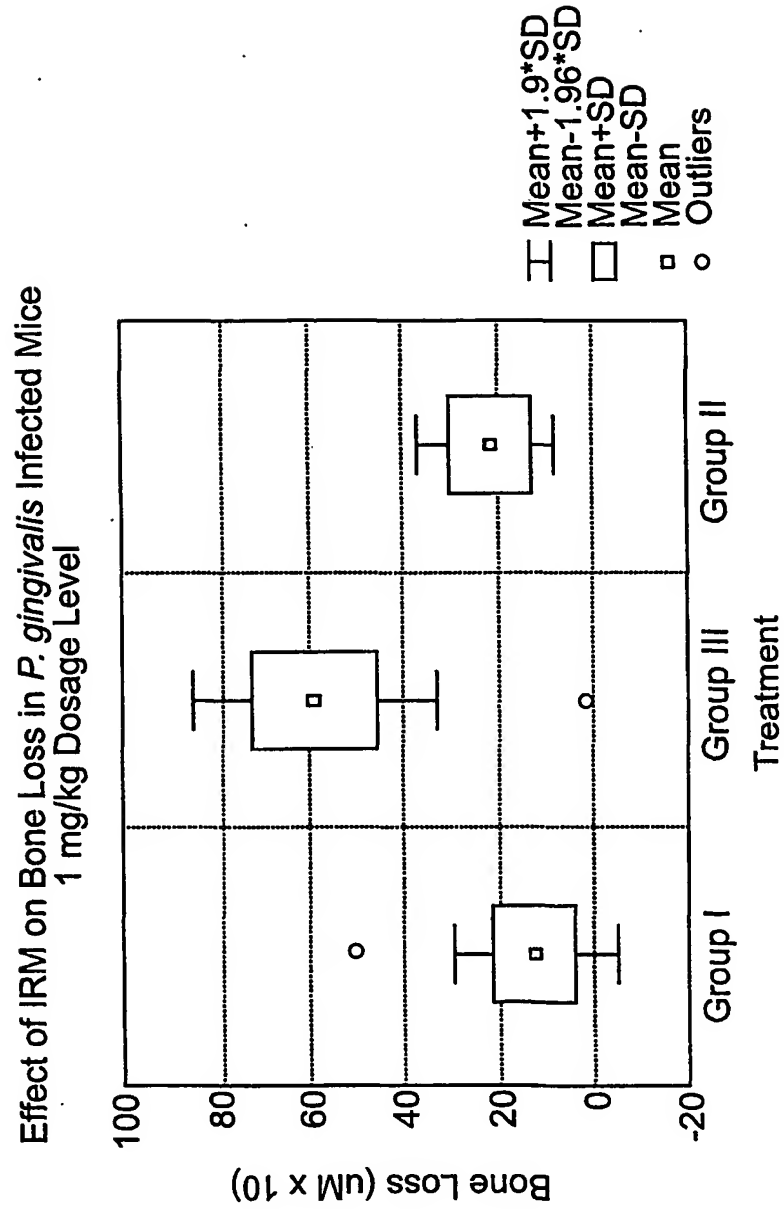 Effect of IRM on Bone Loss in P. gingivalis Infected Mice
1 mg/kg Dosage Level
Bone Loss (uM x 10)
100
80
60
40
20
0
-20
Group I
Group III
Group II
Treatment
Mean+1.9*SD
Mean-1.96*SD
Mean+SD
Mean-SD
Mean
Outliers